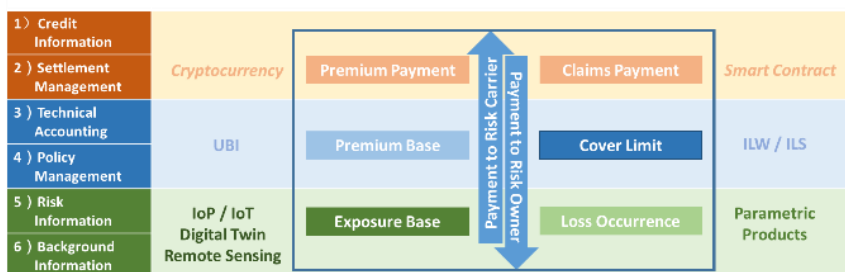 1）Credit
Information
2）Settlement
Management
3）Technical
Accounting
4）Policy
Management
5）Risk
Information
6）Background
Information
Cryptocurrency
UBI
IoP / IoT
Digital Twin
Remote Sensing
Premium Payment
Premium Base
Exposure Base
Payment to Risk Carrier
Payment to Risk Owner
Claims Payment
Cover Limit
Loss Occurrence
Smart Contract
ILW / ILS
Parametric
Products